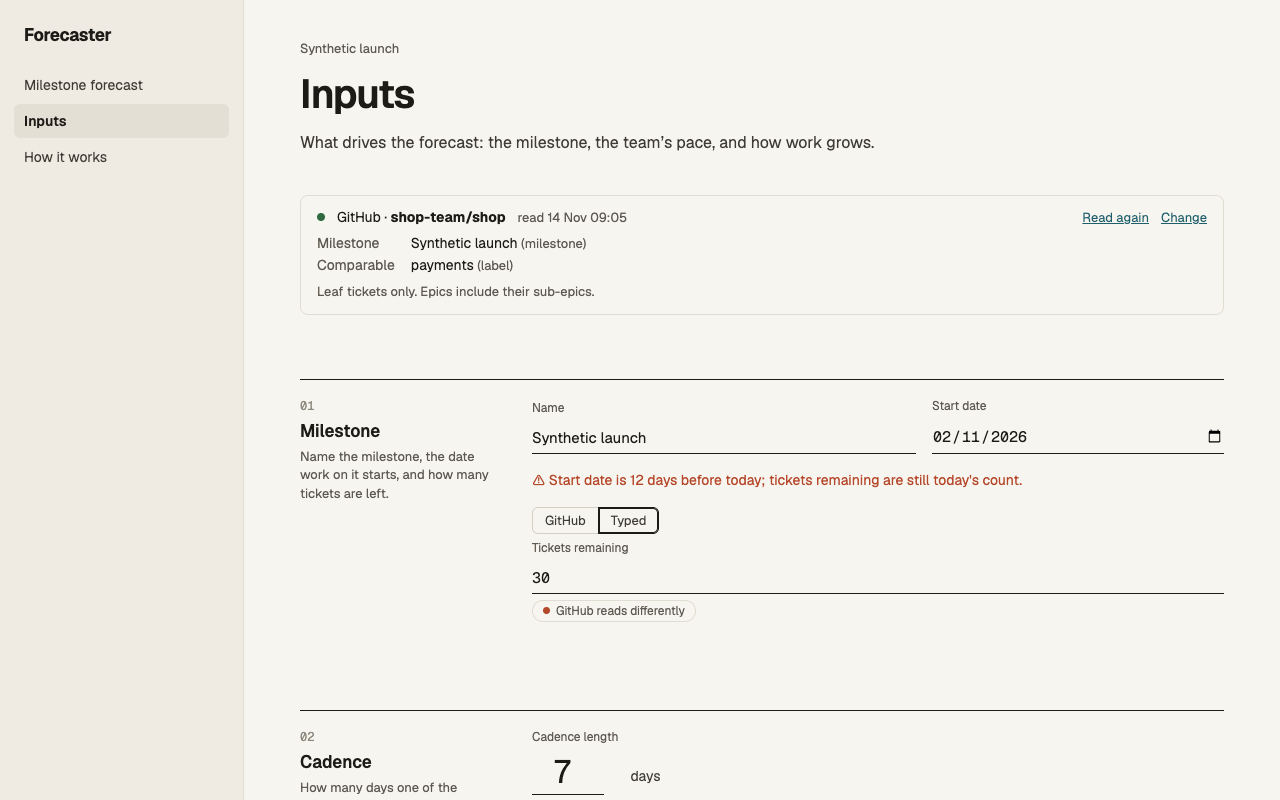 Forecaster
Milestone forecast
Inputs
How it works
Synthetic launch
Inputs
What drives the forecast: the milestone, the team’s pace, and how work grows.
GitHub · shop-team/shop read 14 Nov 09:05 Read again Change
Milestone Synthetic launch (milestone)
Comparable payments (label)
Leaf tickets only. Epics include their sub-epics.
01
Milestone
Name the milestone, the date
work on it starts, and how many
tickets are left.
Name
Synthetic launch
Start date
02/11/2026
Start date is 12 days before today; tickets remaining are still today's count.
GitHub Typed
Tickets remaining
30
GitHub reads differently
02
Cadence
How many days one of the
Cadence length
7 days